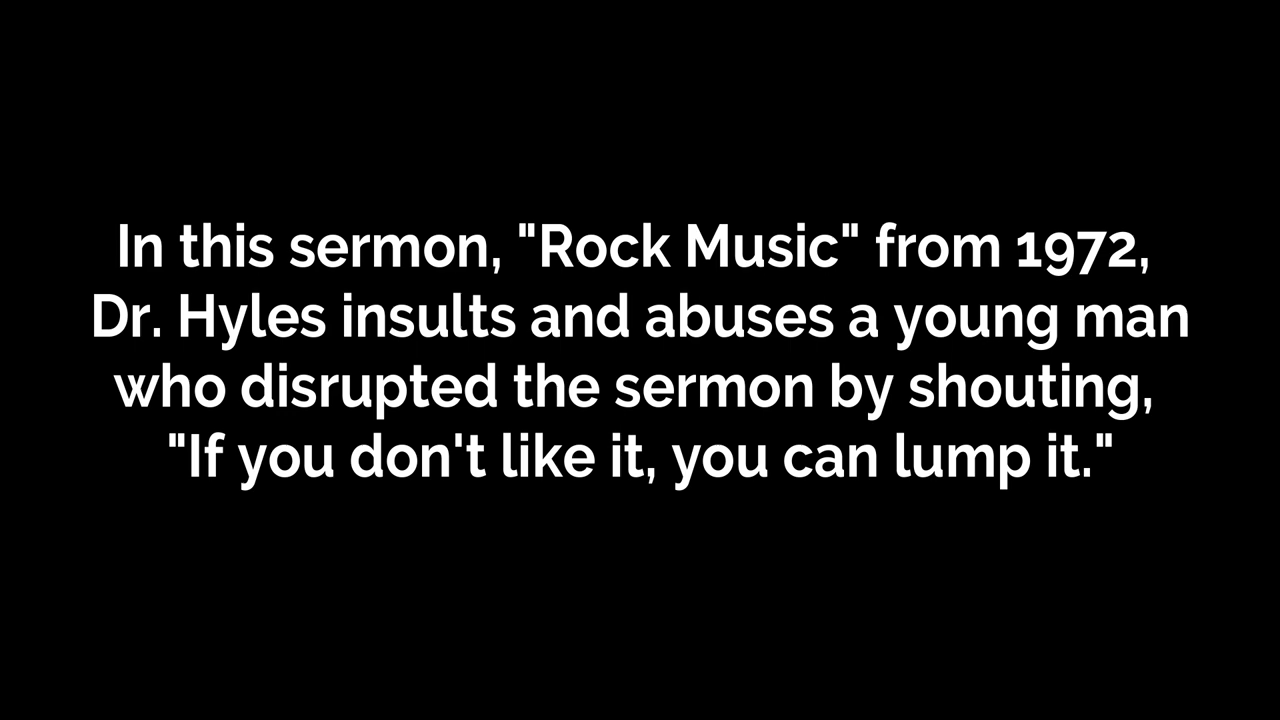 In this sermon, "Rock Music" from 1972,
Dr. Hyles insults and abuses a young man
who disrupted the sermon by shouting,
"If you don't like it, you can lump it."